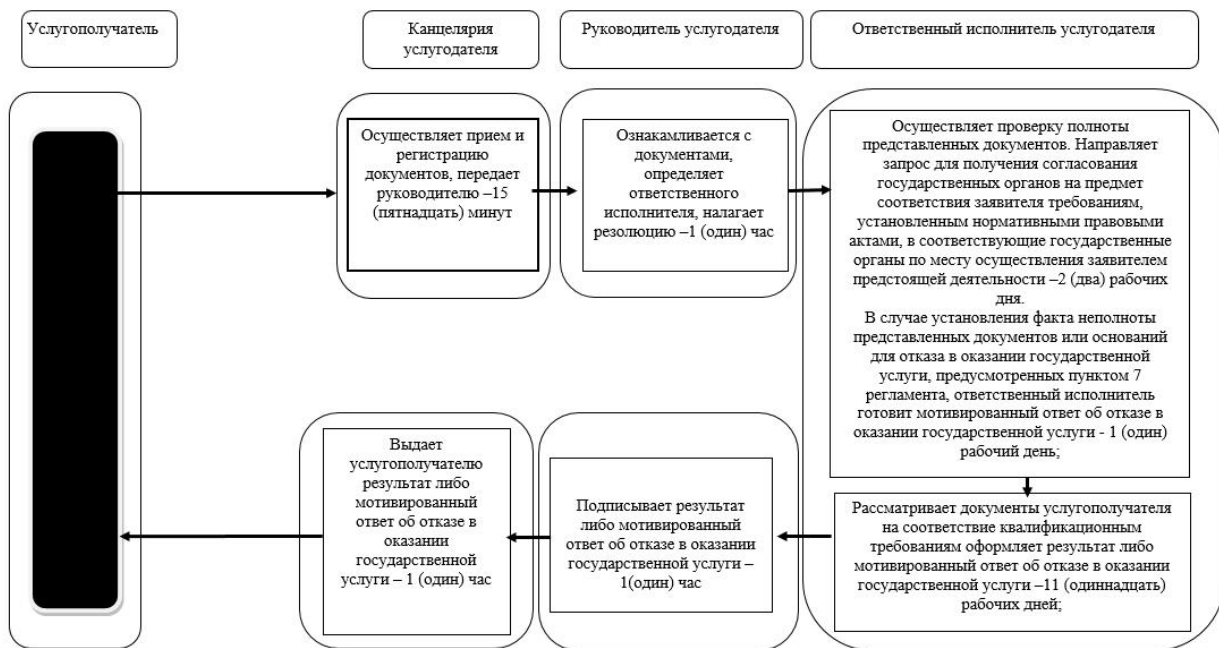 Услугополучатель
Канцелярия
услугодателя
Руководитель услугодателя
Ответственный исполнитель услугодателя
Осуществляет прием и
регистрацию
документов, передает
руководителю –15
(пятнадцать) минут
Ознакамливается с
документами,
определяет
ответственного
исполнителя, налагает
резолюцию –1 (один) час
Осуществляет проверку полноты
представленных документов. Направляет
запрос для получения согласования
государственных органов на предмет
соответствия заявителя требованиям,
установленным нормативными правовыми
актами, в соответствующие государственные
органы по месту осуществления заявителем
предстоящей деятельности –2 (два) рабочих
дня.
В случае установления факта неполноты
представленных документов или оснований
для отказа в оказании государственной
услуги, предусмотренных пунктом 7
регламента, ответственный исполнитель
готовит мотивированный ответ об отказе в
оказании государственной услуги - 1 (один)
рабочий день;
Рассматривает документы услугополучателя
на соответствие квалификационным
требованиям оформляет результат либо
мотивированный ответ об отказе в оказании
государственной услуги –11 (одиннадцать)
рабочих дней;
Подписывает результат
либо мотивированный
ответ об отказе в оказании
государственной услуги –
1(один) час
Выдает
услугополучателю
результат либо
мотивированный
ответ об отказе в
оказании
государственной
услуги – 1 (один) час